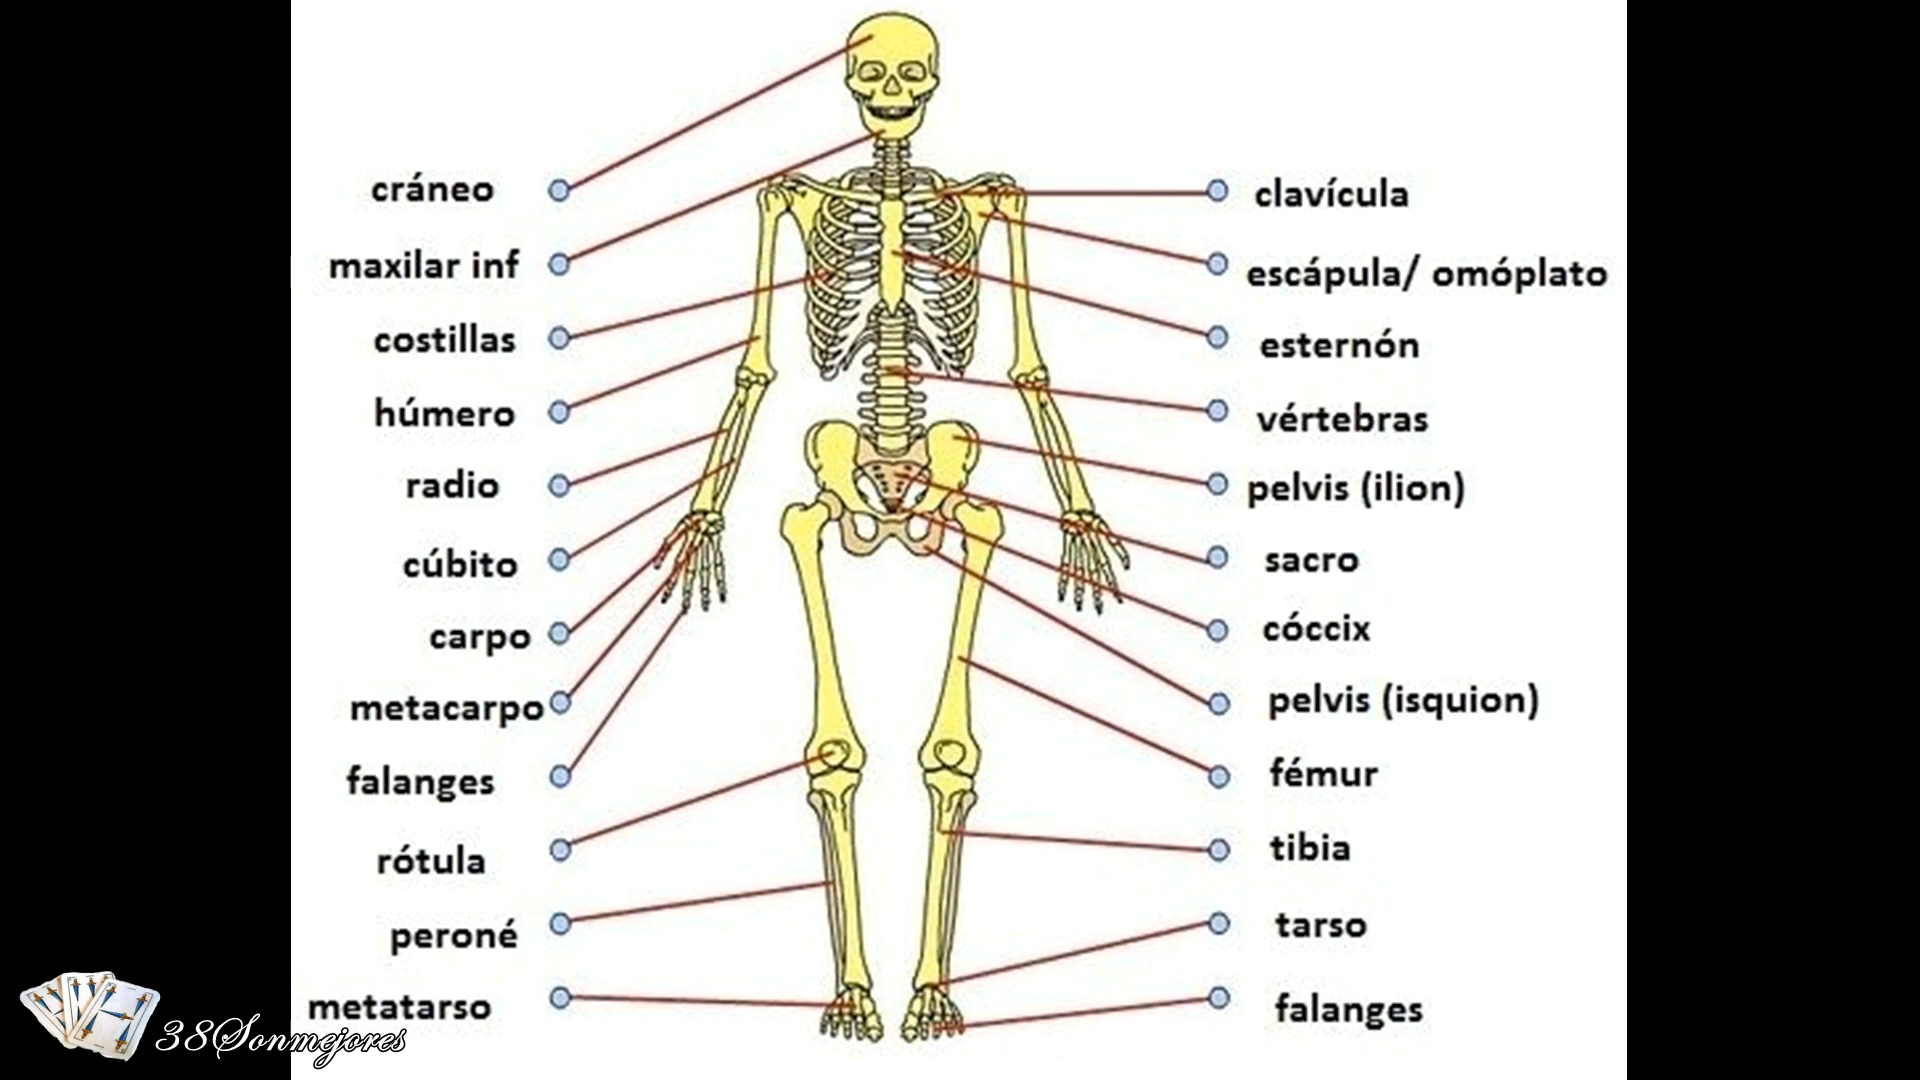 cráneo
maxilar inf
costillas
húmero
radio
cúbito
carpo
metacarpo
falanges
rótula
peroné
metatarso
clavícula
escápula/ omóplato
esternón
vértebras
pelvis (ilion)
sacro
cóccix
pelvis (isquion)
fémur
tibia
tarso
falanges
38Sonmejores